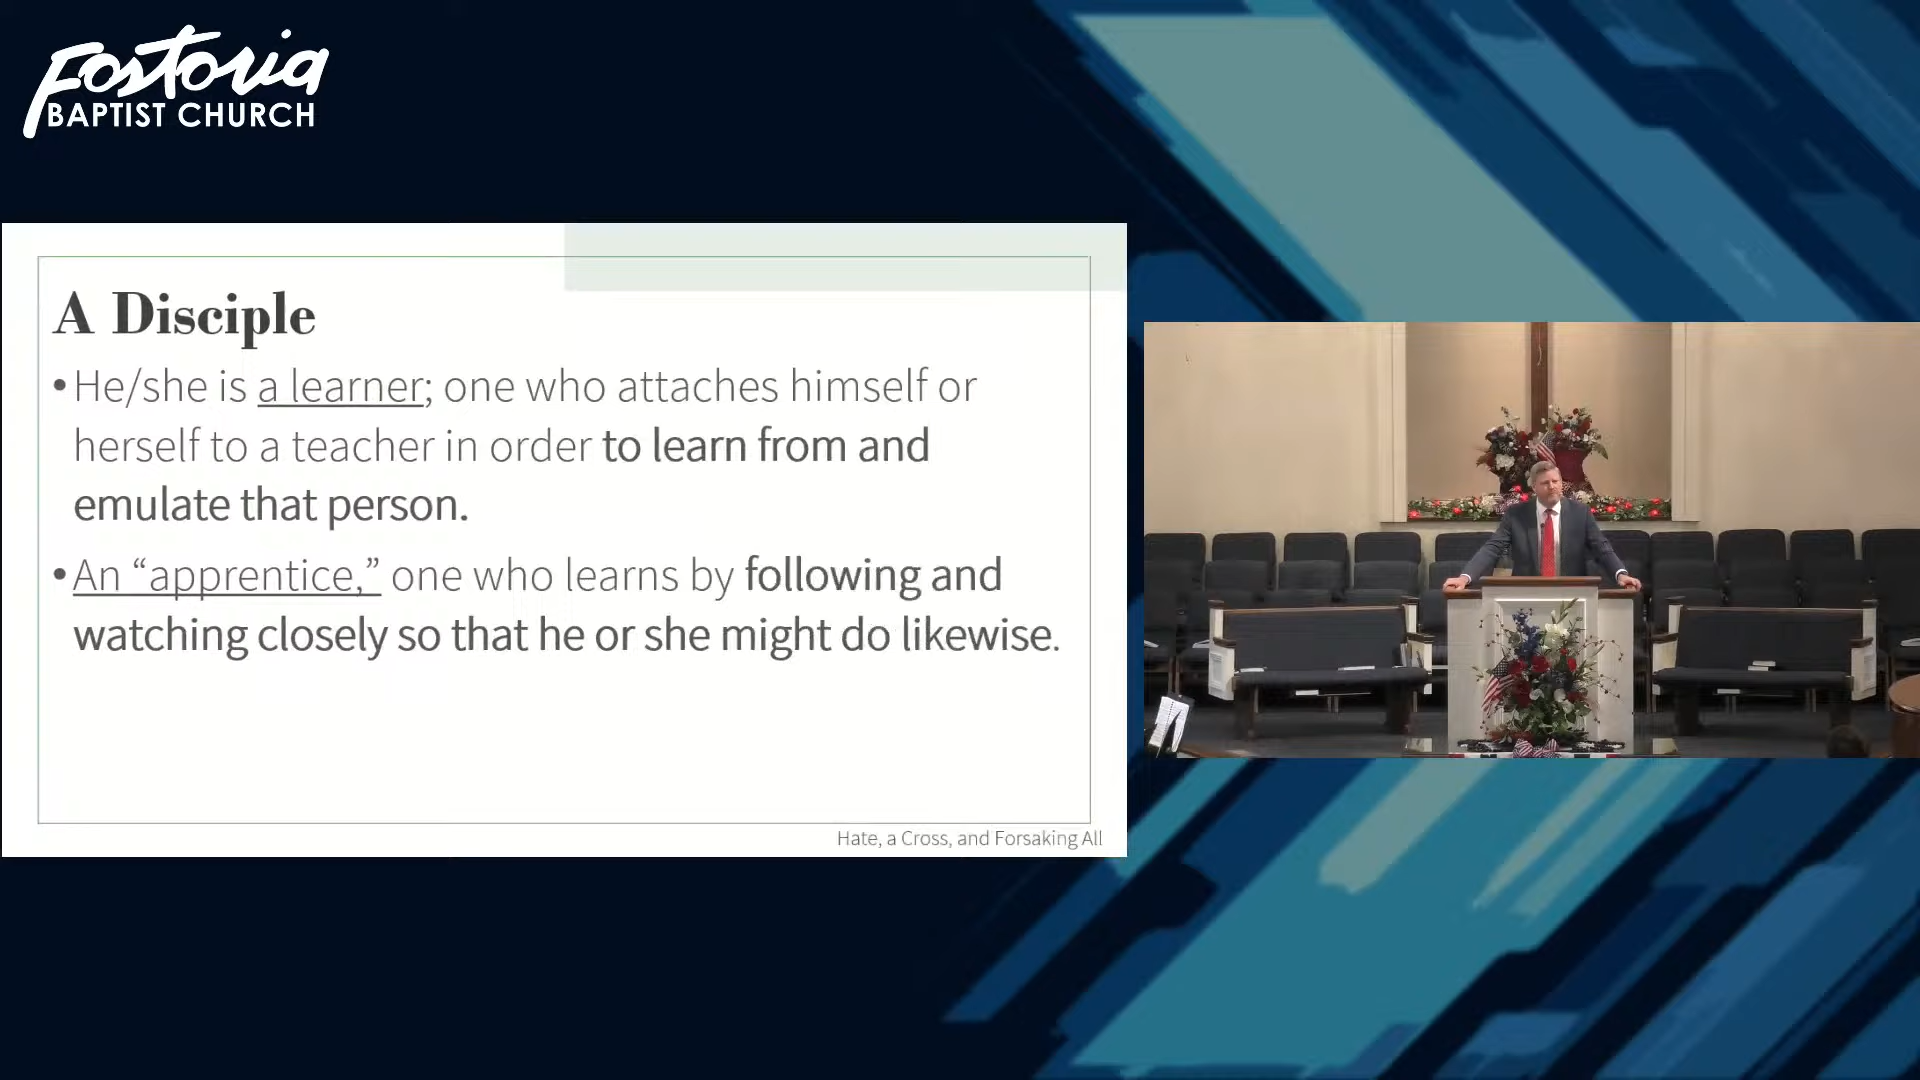 Fostoria
BAPTIST CHURCH
A Disciple
•He/she is a learner; one who attaches himself or
herself to a teacher in order to learn from and
emulate that person.
•An “apprentice,” one who learns by following and
watching closely so that he or she might do likewise.
Hate, a Cross, and Forsaking All